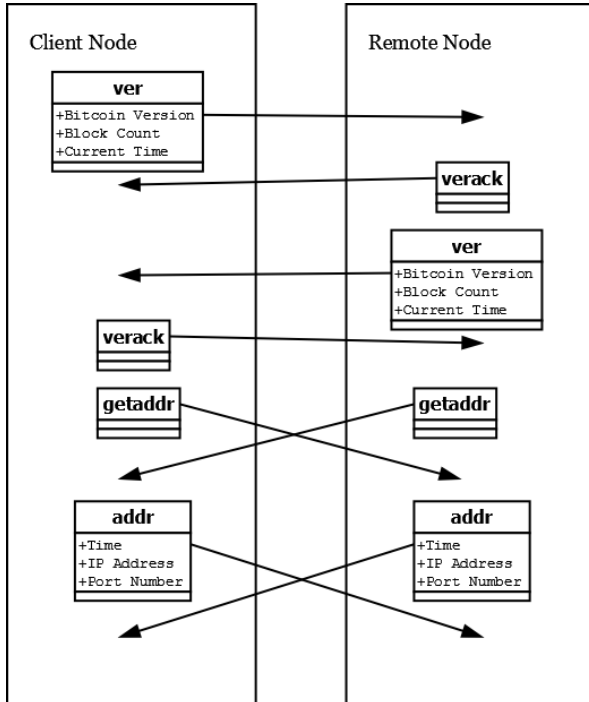 Client Node
Remote Node
ver
+Bitcoin Version
+Block Count
+Current Time
verack
ver
+Bitcoin Version
+Block Count
+Current Time
verack
getaddr
getaddr
addr
+Time
+IP Address
+Port Number
addr
+Time
+IP Address
+Port Number